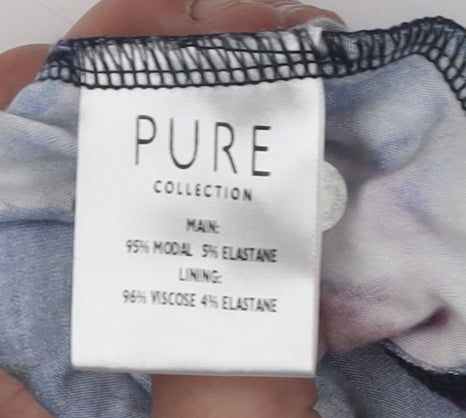 PURE
COLLECTION
MAIN:
95% MODAL 5% ELASTANE
LINING:
96% VISCOSE 4% ELASTANE